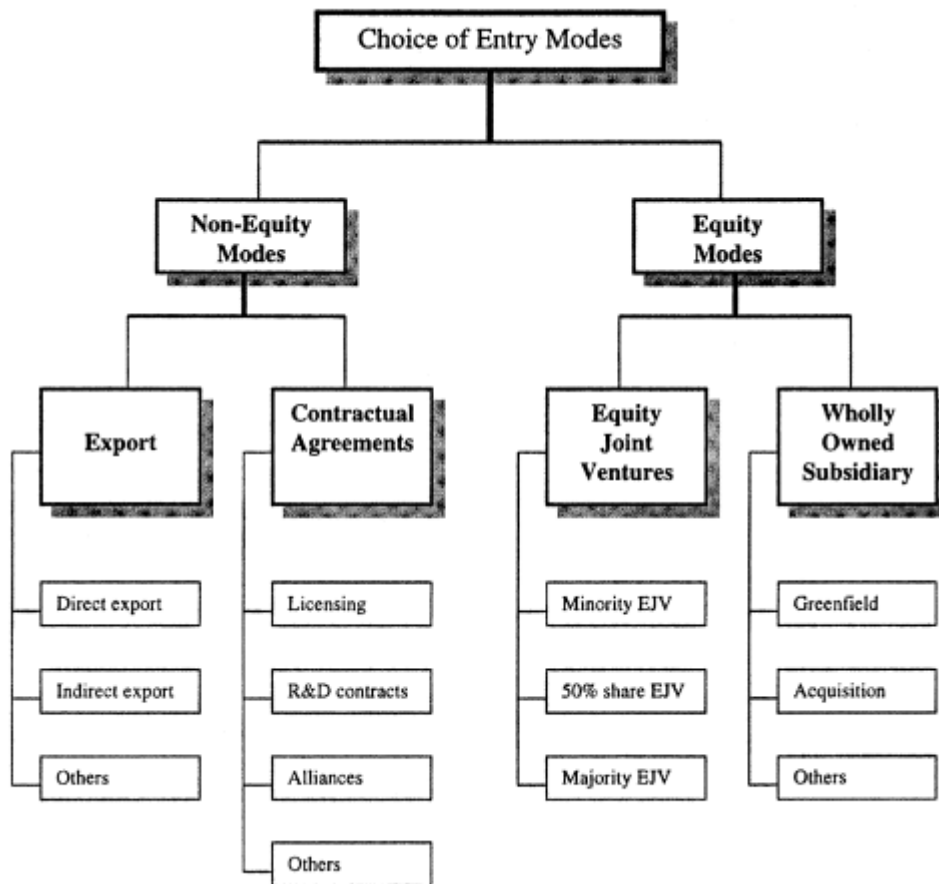 Choice of Entry Modes
Non-Equity
Modes
Equity
Modes
Export
Contractual
Agreements
Equity
Joint
Ventures
Wholly
Owned
Subsidiary
Direct export
Licensing
Minority EJV
Greenfield
Indirect export
R&D contracts
50% share EJV
Acquisition
Others
Alliances
Majority EJV
Others
Others